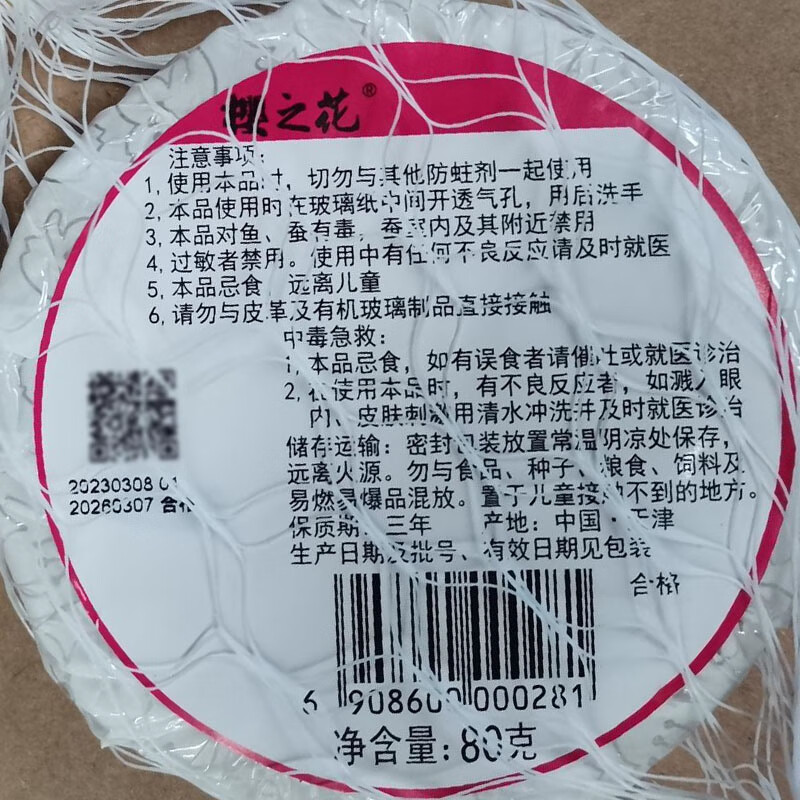 樱之花®
注意事项:
1, 使用本品时, 切勿与其他防蛀剂一起使用
2, 本品使用时在玻璃纸中间开透气孔, 用后洗手
3, 本品对鱼、蚕有毒, 蚕室内及其附近禁用
4, 过敏者禁用。使用中有任何不良反应请及时就医
5, 本品忌食, 远离儿童
6, 请勿与皮革及有机玻璃制品直接接触
中毒急救:
1, 本品忌食, 如有误食者请催吐或就医诊治
2, 在使用本品时, 有不良反应者, 如溅入眼
内、皮肤刺激用清水冲洗并及时就医诊治
储存运输: 密封包装放置常温阴凉处保存,
远离火源。勿与食品、种子、粮食、饲料及
易燃易爆品混放。置于儿童接触不到的地方。
保质期: 三年 产地: 中国·天津
生产日期及批号、有效日期见包装
20230308 01
20260307 合格
合格
6 908600 000281
净含量: 80克